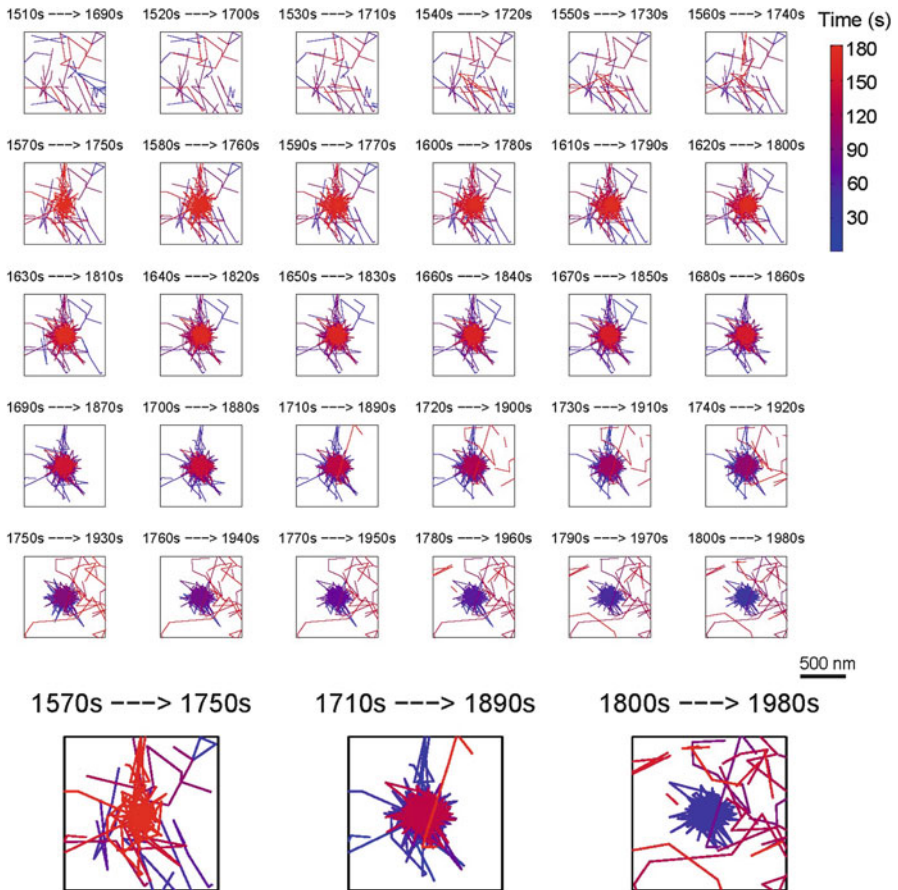 1510s ----> 1690s 1520s ----> 1700s 1530s ----> 1710s 1540s ----> 1720s 1550s ----> 1730s 1560s ----> 1740s Time (s)
180
150
120
90
60
30
1570s ----> 1750s 1580s ----> 1760s 1590s ----> 1770s 1600s ----> 1780s 1610s ----> 1790s 1620s ----> 1800s
1630s ----> 1810s 1640s ----> 1820s 1650s ----> 1830s 1660s ----> 1840s 1670s ----> 1850s 1680s ----> 1860s
1690s ----> 1870s 1700s ----> 1880s 1710s ----> 1890s 1720s ----> 1900s 1730s ----> 1910s 1740s ----> 1920s
1750s ----> 1930s 1760s ----> 1940s 1770s ----> 1950s 1780s ----> 1960s 1790s ----> 1970s 1800s ----> 1980s
500 nm
1570s ---> 1750s 1710s ---> 1890s 1800s ---> 1980s